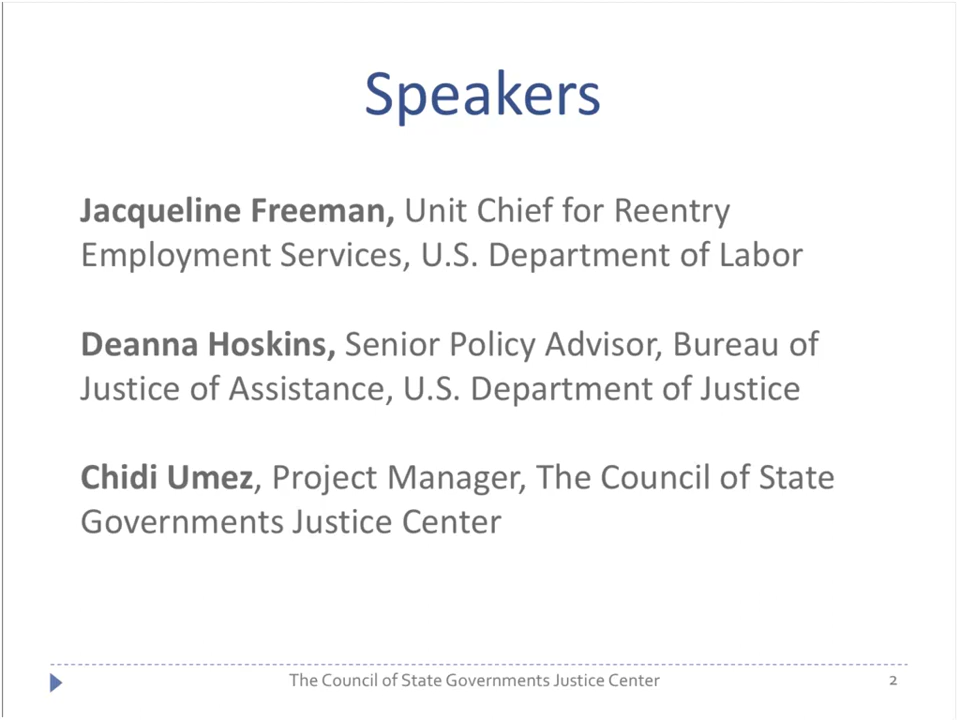 Speakers
Jacqueline Freeman, Unit Chief for Reentry
Employment Services, U.S. Department of Labor
Deanna Hoskins, Senior Policy Advisor, Bureau of
Justice of Assistance, U.S. Department of Justice
Chidi Umez, Project Manager, The Council of State
Governments Justice Center
The Council of State Governments Justice Center
2